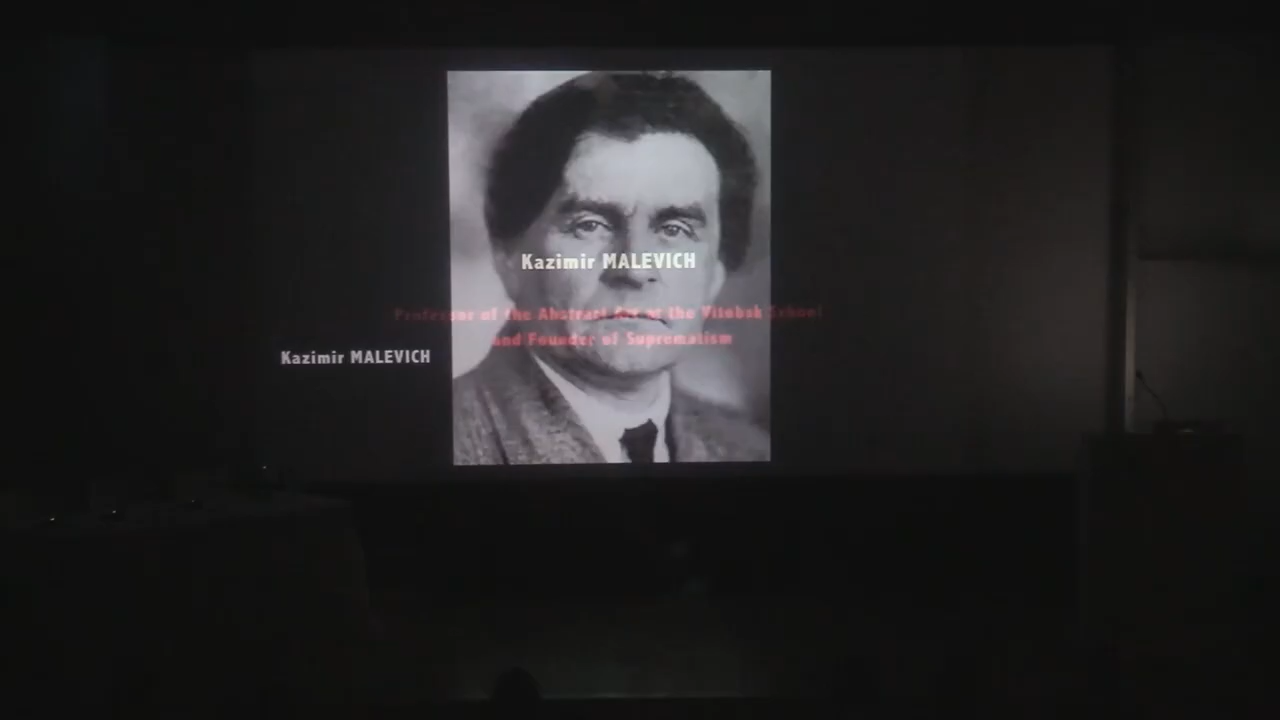 Kazimir MALEVICH
Professor of the Abstract Art at the Vitebsk School
and Founder of Suprematism
Kazimir MALEVICH